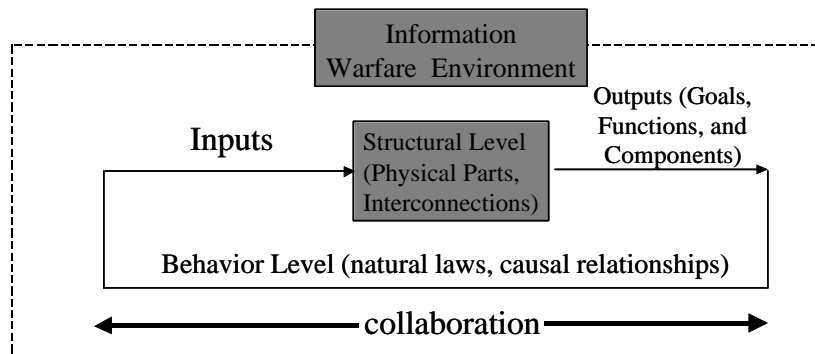 Information
Warfare Environment
Outputs (Goals,
Functions, and
Components)
Inputs
Structural Level
(Physical Parts,
Interconnections)
Behavior Level (natural laws, causal relationships)
collaboration